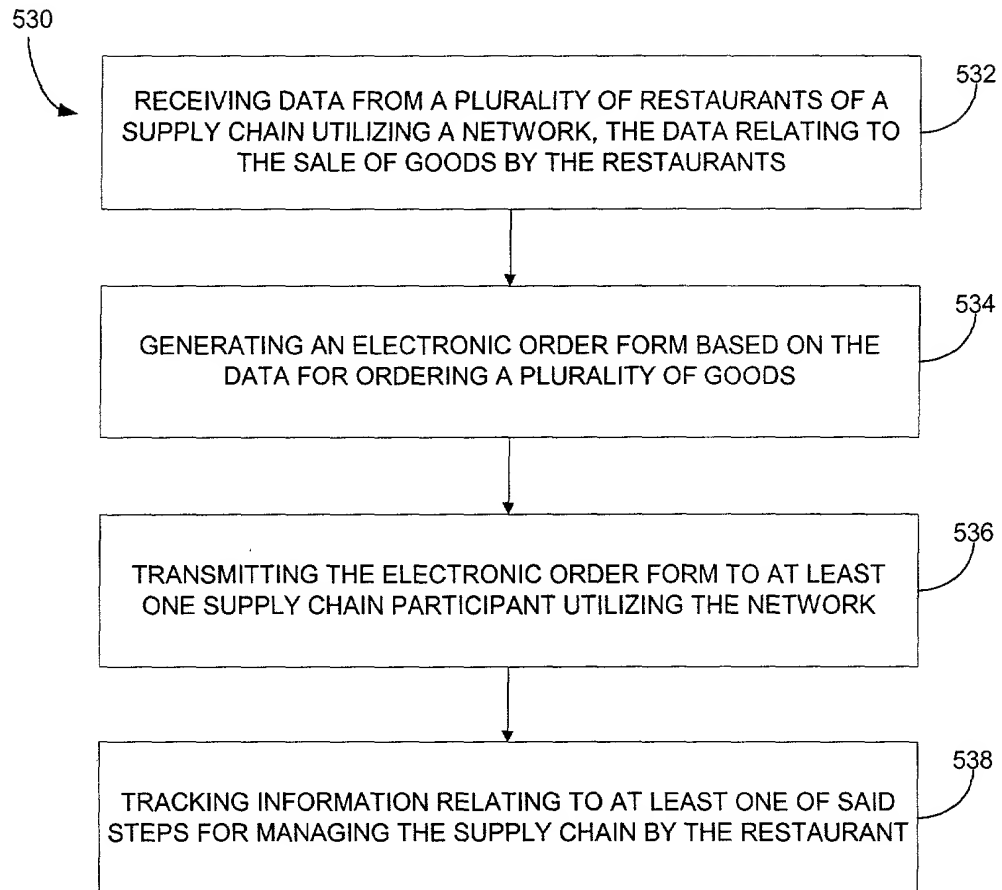 530
RECEIVING DATA FROM A PLURALITY OF RESTAURANTS OF A
SUPPLY CHAIN UTILIZING A NETWORK, THE DATA RELATING TO
THE SALE OF GOODS BY THE RESTAURANTS
532
GENERATING AN ELECTRONIC ORDER FORM BASED ON THE
DATA FOR ORDERING A PLURALITY OF GOODS
534
TRANSMITTING THE ELECTRONIC ORDER FORM TO AT LEAST
ONE SUPPLY CHAIN PARTICIPANT UTILIZING THE NETWORK
536
TRACKING INFORMATION RELATING TO AT LEAST ONE OF SAID
STEPS FOR MANAGING THE SUPPLY CHAIN BY THE RESTAURANT
538